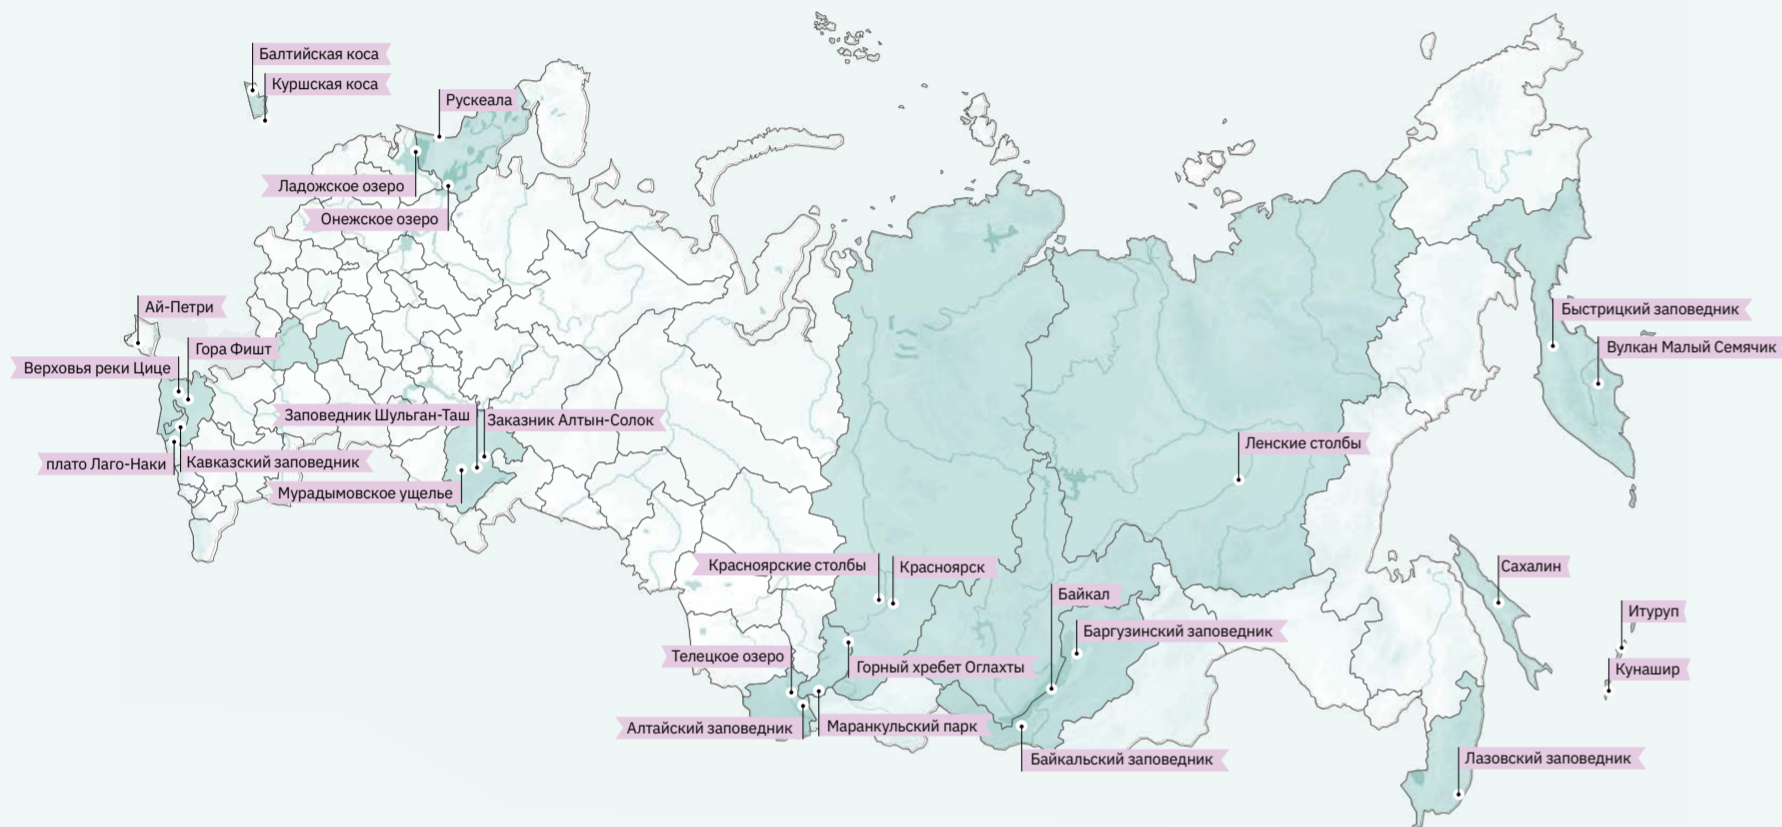 Балтийская коса
Куршская коса
Рускеала
Ладожское озеро
Онежское озеро
Ай-Петри
Гора Фишт
Верховья реки Цице
Заповедник Шульган-Таш
Заказник Алтын-Солок
плато Лаго-Наки
Кавказский заповедник
Мурадымовское ущелье
Быстрицкий заповедник
Вулкан Малый Семячик
Ленские столбы
Красноярские столбы
Красноярск
Байкал
Сахалин
Итуруп
Баргузинский заповедник
Телецкое озеро
Горный хребет Оглахты
Кунашир
Алтайский заповедник
Маранкульский парк
Байкальский заповедник
Лазовский заповедник